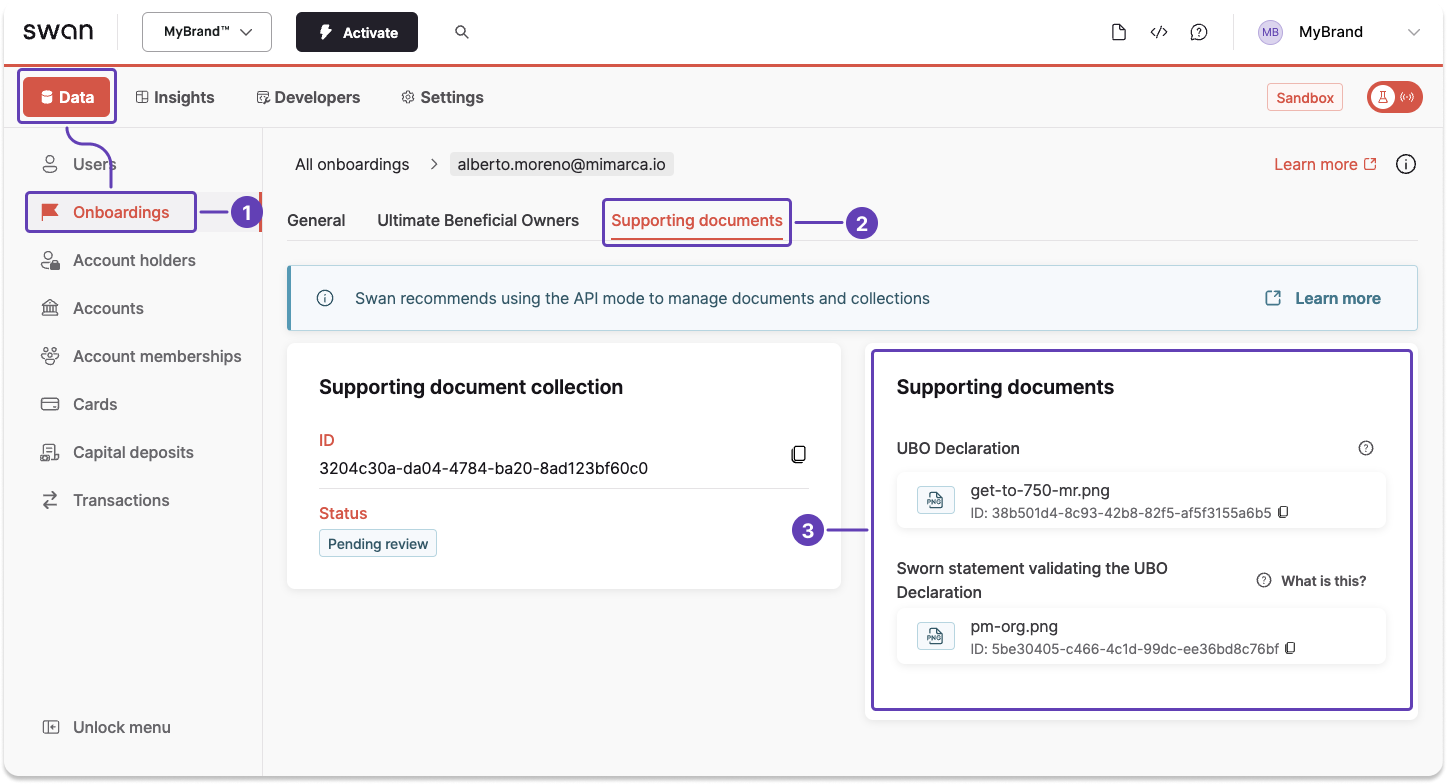 swan
MyBrand™
Activate
MB
MyBrand
Data
Insights
Developers
Settings
Sandbox
Users
Onboardings
1
Account holders
Accounts
Account memberships
Cards
Capital deposits
Transactions
Unlock menu
All onboardings
alberto.moreno@mimarca.io
Learn more
General
Ultimate Beneficial Owners
Supporting documents
2
Swan recommends using the API mode to manage documents and collections
Learn more
Supporting document collection
ID
3204c30a-da04-4784-ba20-8ad123bf60c0
Status
Pending review
3
Supporting documents
UBO Declaration
PNG
get-to-750-mr.png
ID: 38b501d4-8c93-42b8-82f5-af5f3155a6b5
Sworn statement validating the UBO
Declaration
What is this?
PNG
pm-org.png
ID: 5be30405-c466-4c1d-99dc-ee36bd8c76bf